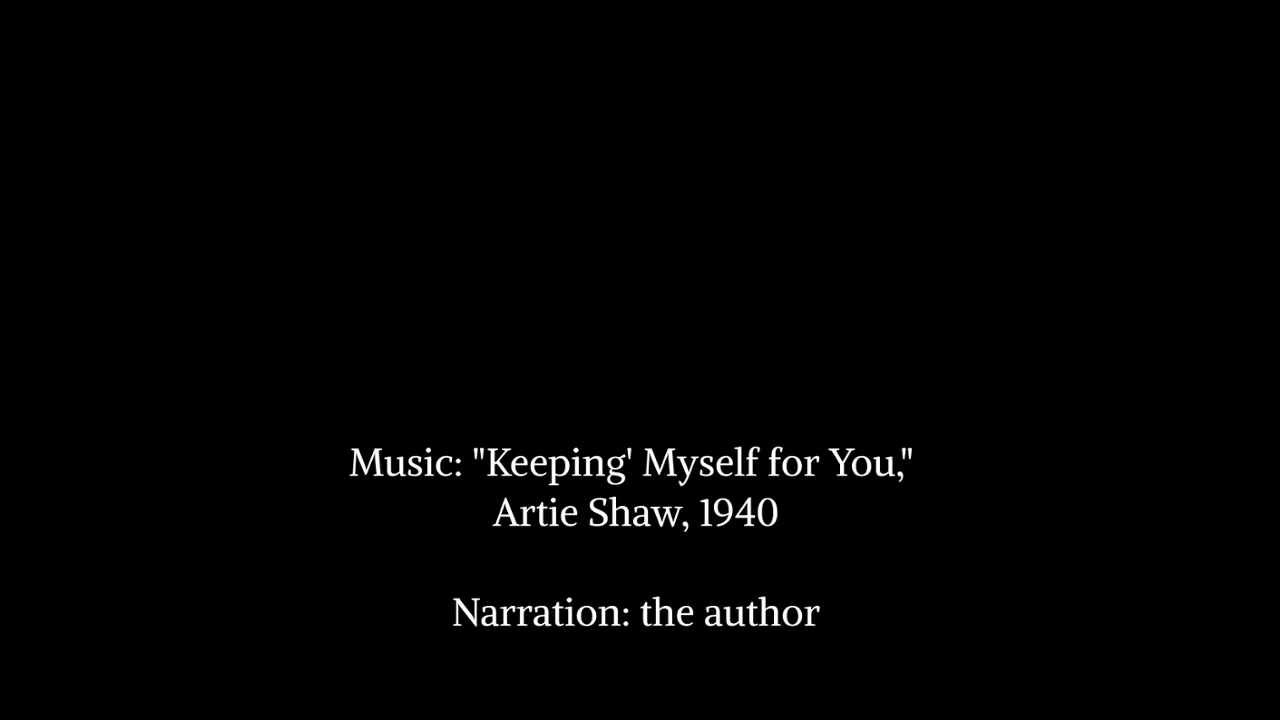 Music: "Keeping' Myself for You,"
Artie Shaw, 1940
Narration: the author